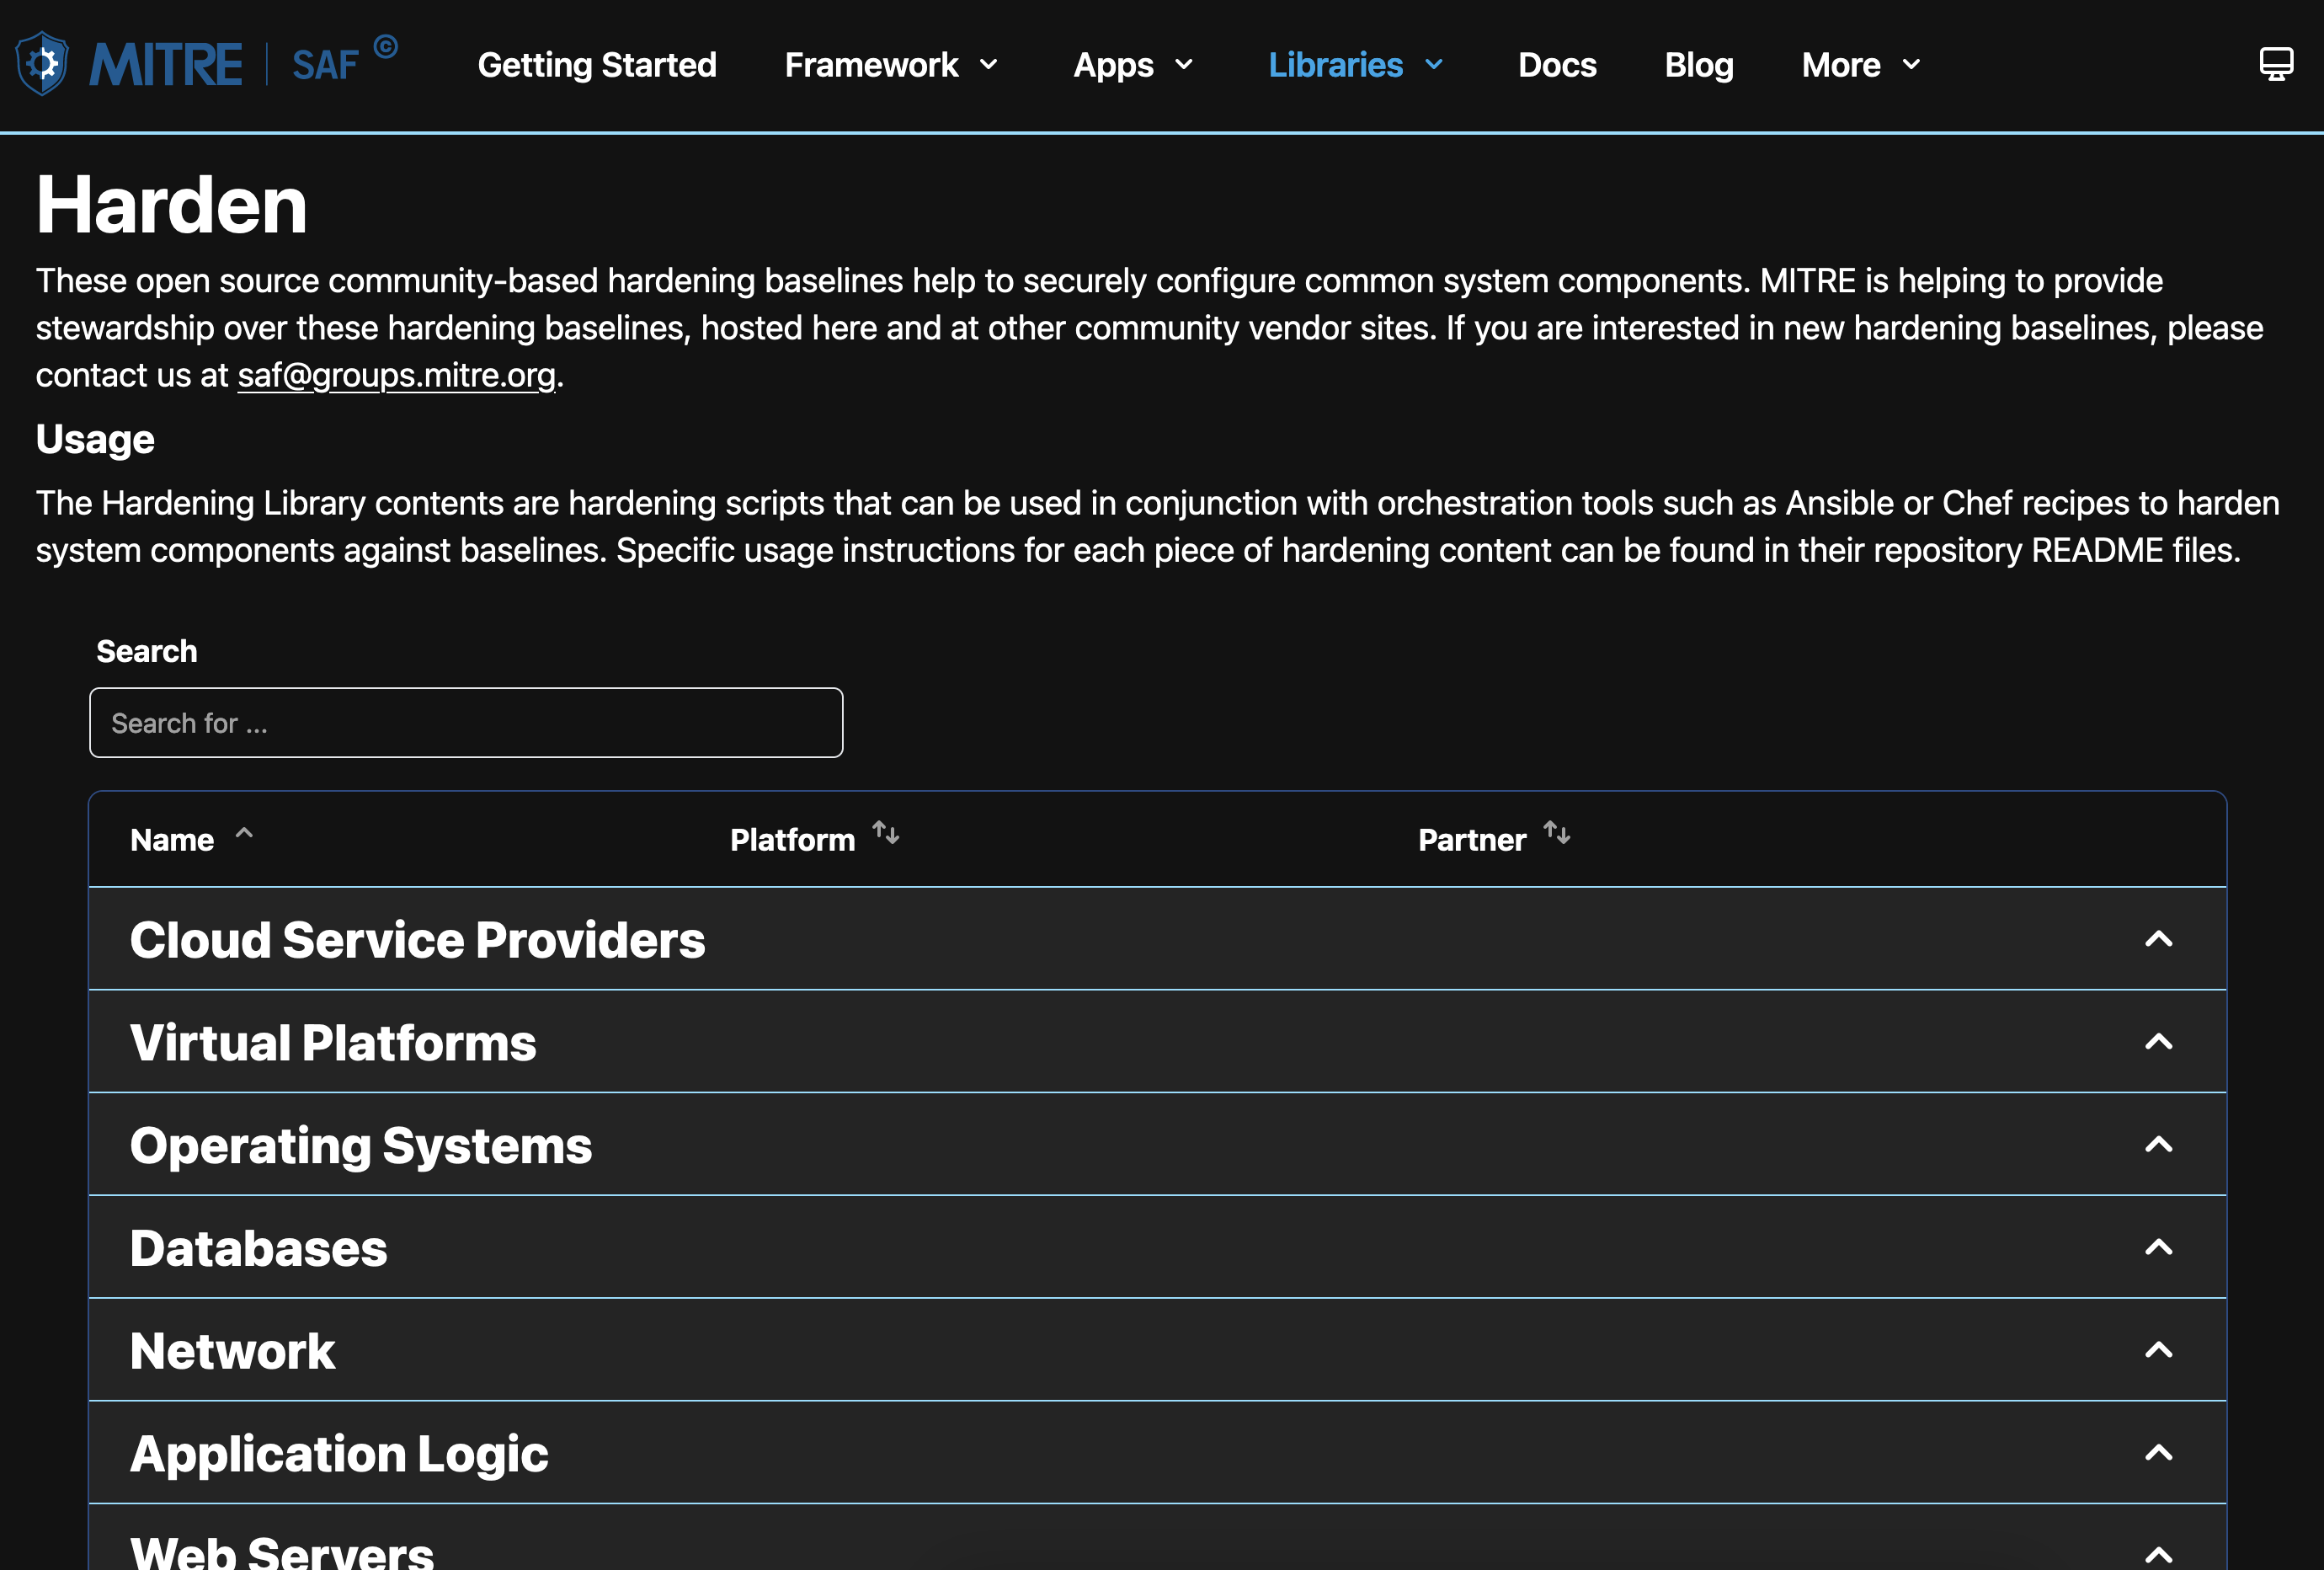 MITRE | SAF ©
Getting Started
Framework
Apps
Libraries
Docs
Blog
More
Harden
These open source community-based hardening baselines help to securely configure common system components. MITRE is helping to provide
stewardship over these hardening baselines, hosted here and at other community vendor sites. If you are interested in new hardening baselines, please
contact us at saf@groups.mitre.org.
Usage
The Hardening Library contents are hardening scripts that can be used in conjunction with orchestration tools such as Ansible or Chef recipes to harden
system components against baselines. Specific usage instructions for each piece of hardening content can be found in their repository README files.
Search
Search for ...
Name
Platform
Partner
Cloud Service Providers
Virtual Platforms
Operating Systems
Databases
Network
Application Logic
Web Servers